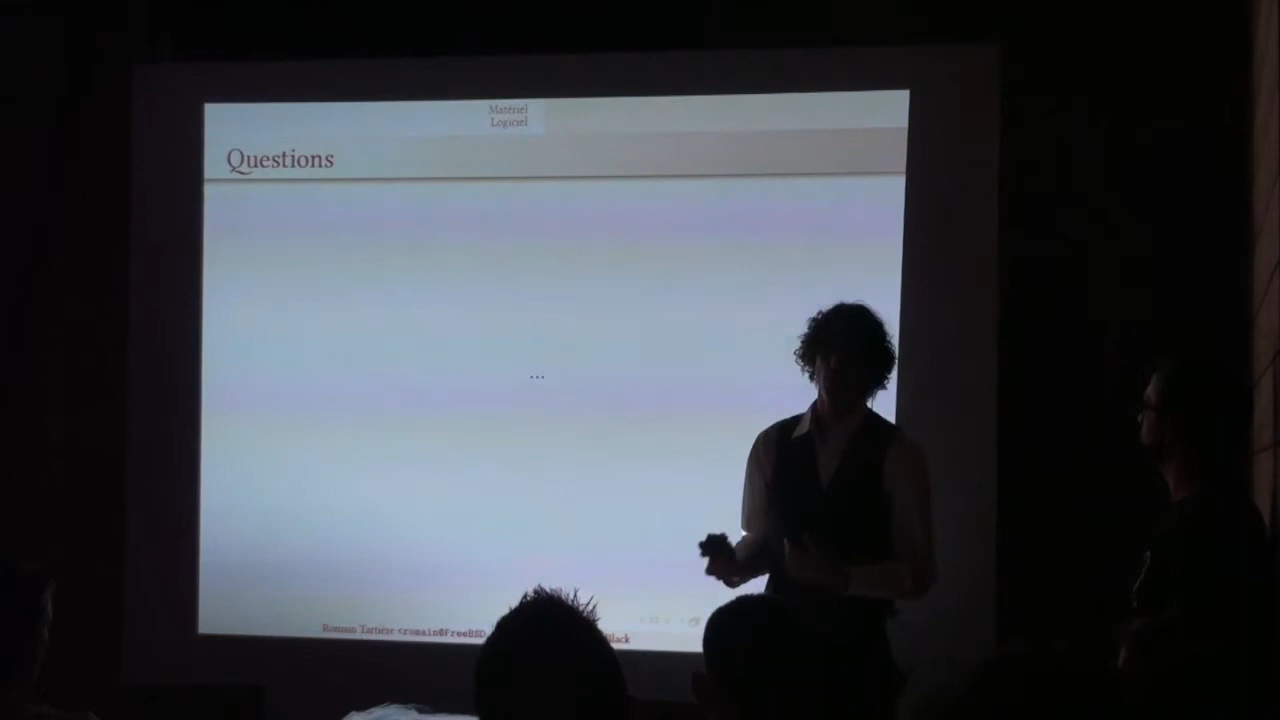 Matériel
Logiciel
Questions
...
Romain Tartière <romain@FreeBSD
Black